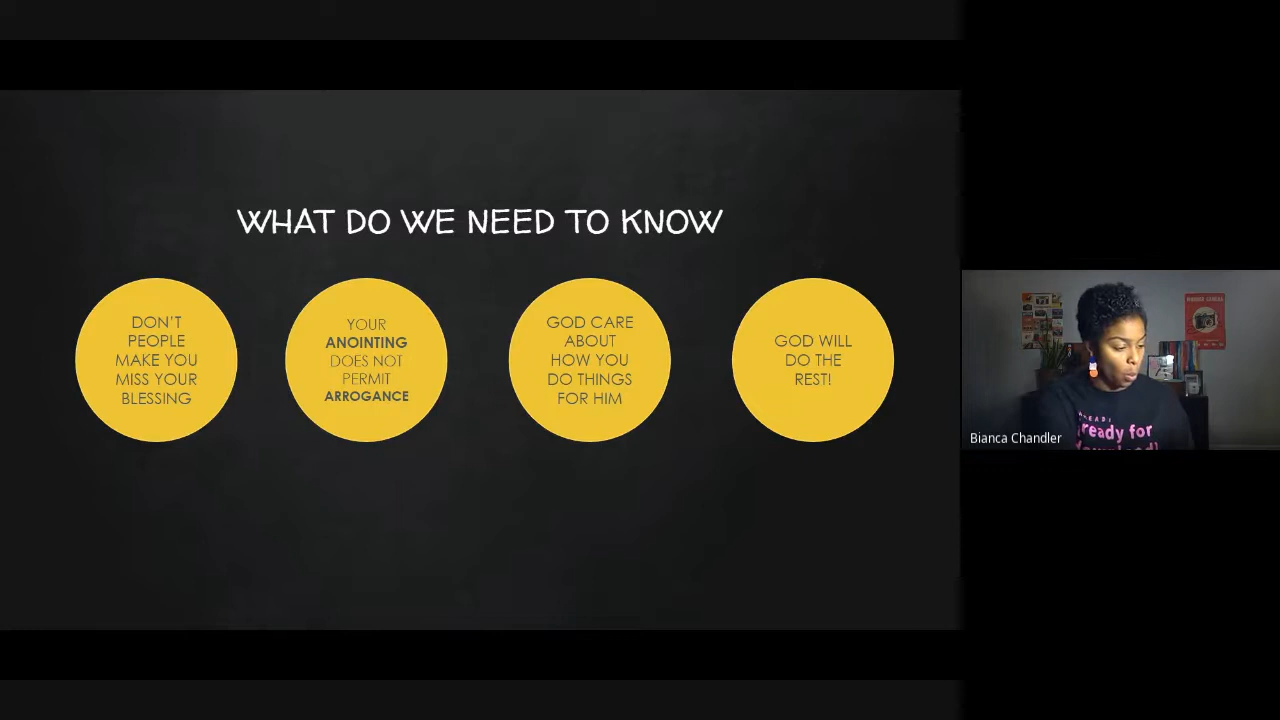 WHAT DO WE NEED TO KNOW
DON'T
PEOPLE
MAKE YOU
MISS YOUR
BLESSING
YOUR
ANOINTING
DOES NOT
PERMIT
ARROGANCE
GOD CARE
ABOUT
HOW YOU
DO THINGS
FOR HIM
GOD WILL
DO THE
REST!
Bianca Chandler
ready for